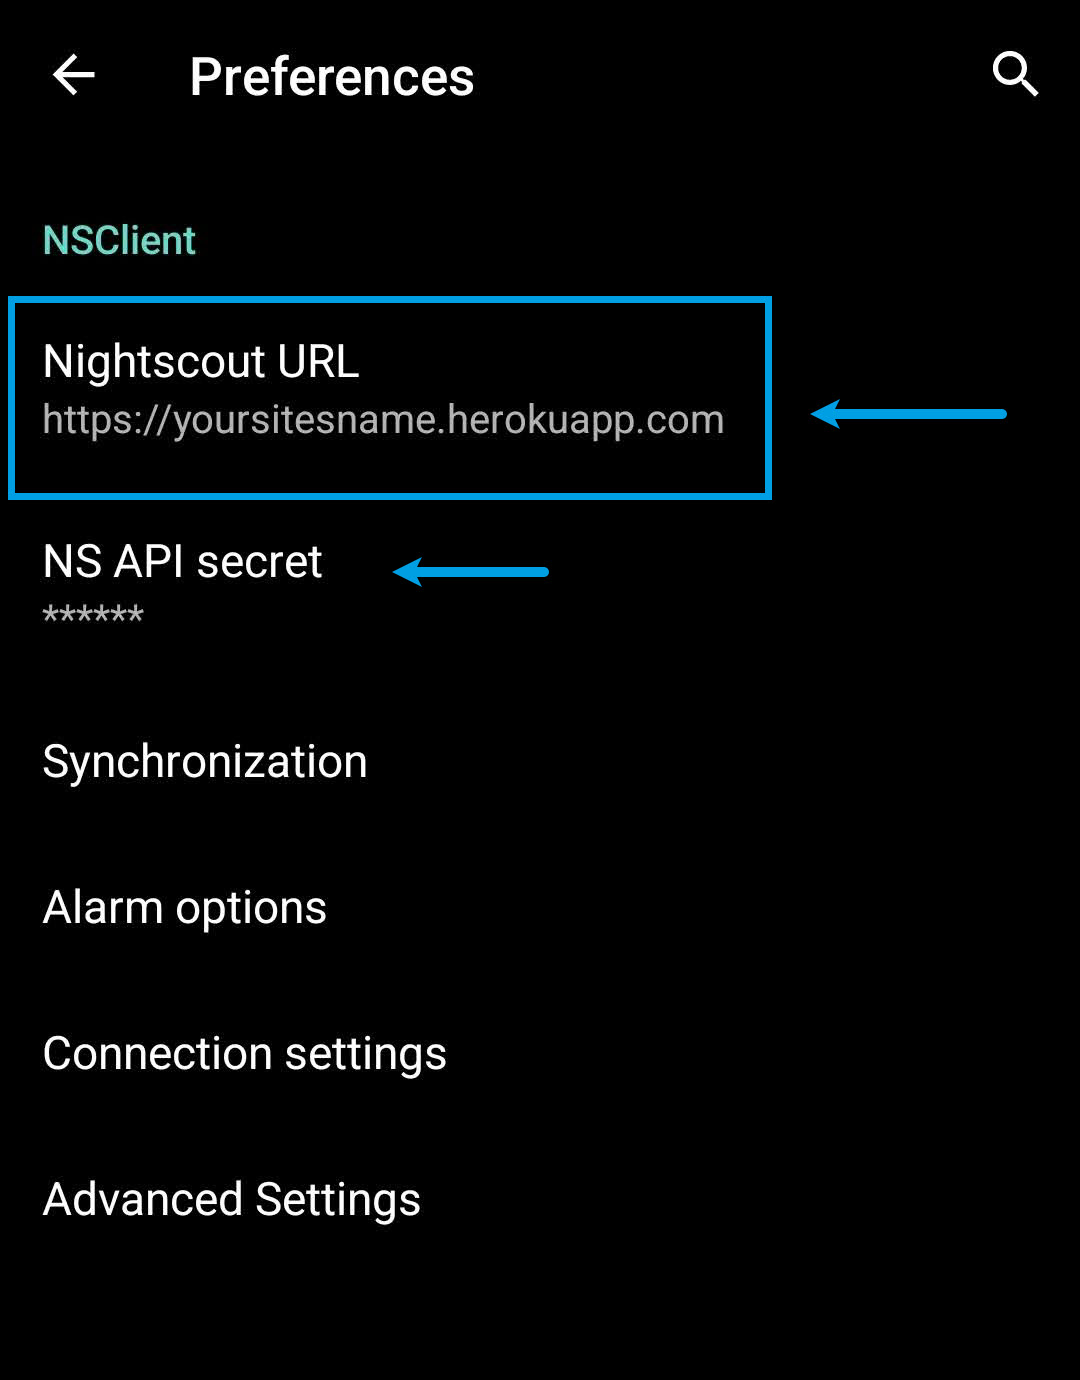 Preferences
NSClient
Nightscout URL
https://yoursitesname.herokuapp.com
NS API secret
******
Synchronization
Alarm options
Connection settings
Advanced Settings